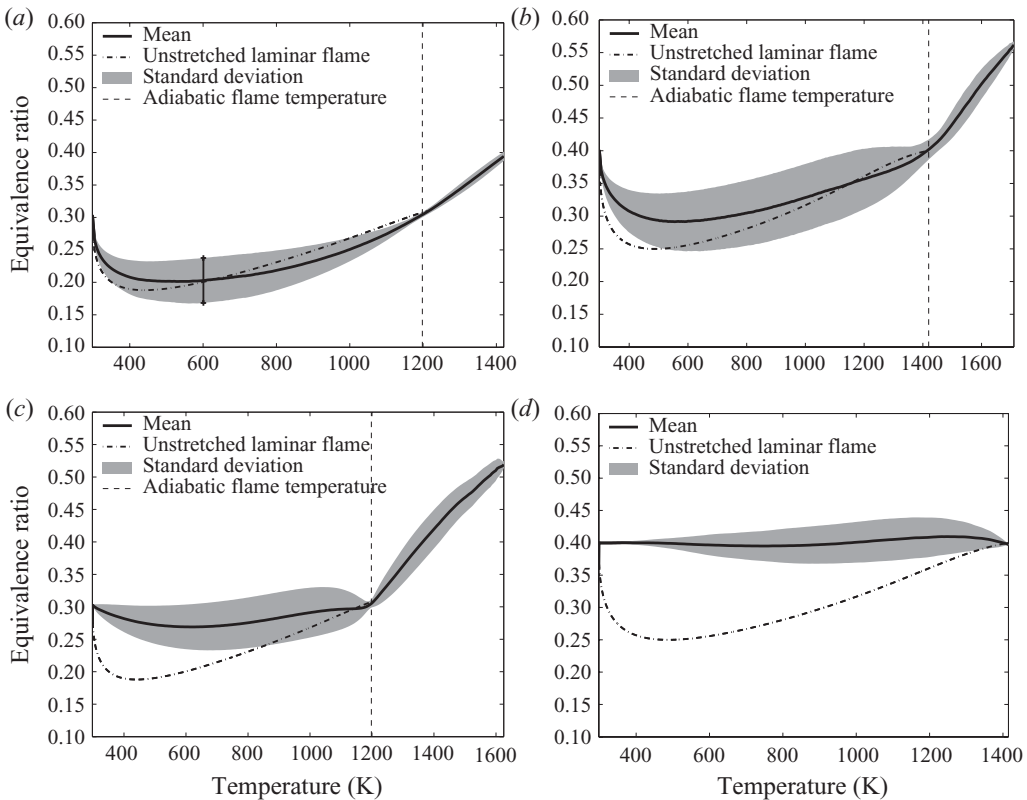 (a)
0.60
0.55
0.50
0.45
0.40
0.35
0.30
0.25
0.20
0.15
0.10
Equivalence ratio
Mean
Unstretched laminar flame
Standard deviation
Adiabatic flame temperature
400 600 800 1000 1200 1400
(b)
0.60
0.55
0.50
0.45
0.40
0.35
0.30
0.25
0.20
0.15
0.10
Mean
Unstretched laminar flame
Standard deviation
Adiabatic flame temperature
400 600 800 1000 1200 1400 1600
(c)
0.60
0.55
0.50
0.45
0.40
0.35
0.30
0.25
0.20
0.15
0.10
Equivalence ratio
Mean
Unstretched laminar flame
Standard deviation
Adiabatic flame temperature
400 600 800 1000 1200 1400 1600
Temperature (K)
(d)
0.60
0.55
0.50
0.45
0.40
0.35
0.30
0.25
0.20
0.15
0.10
Mean
Unstretched laminar flame
Standard deviation
400 600 800 1000 1200 1400
Temperature (K)